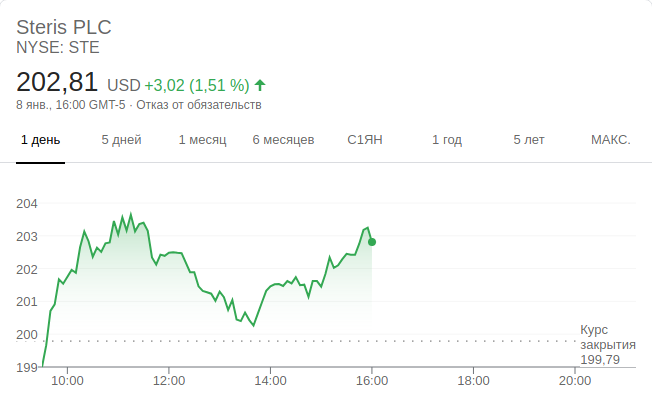 Steris PLC
NYSE: STE
202,81 USD +3,02 (1,51 %)
8 янв., 16:00 GMT-5 · Отказ от обязательств
1 день 5 дней 1 месяц 6 месяцев С1ЯН 1 год 5 лет МАКС.
204
203
202
201
200
199
Курс
закрытия
199,79
10:00 12:00 14:00 16:00 18:00 20:00